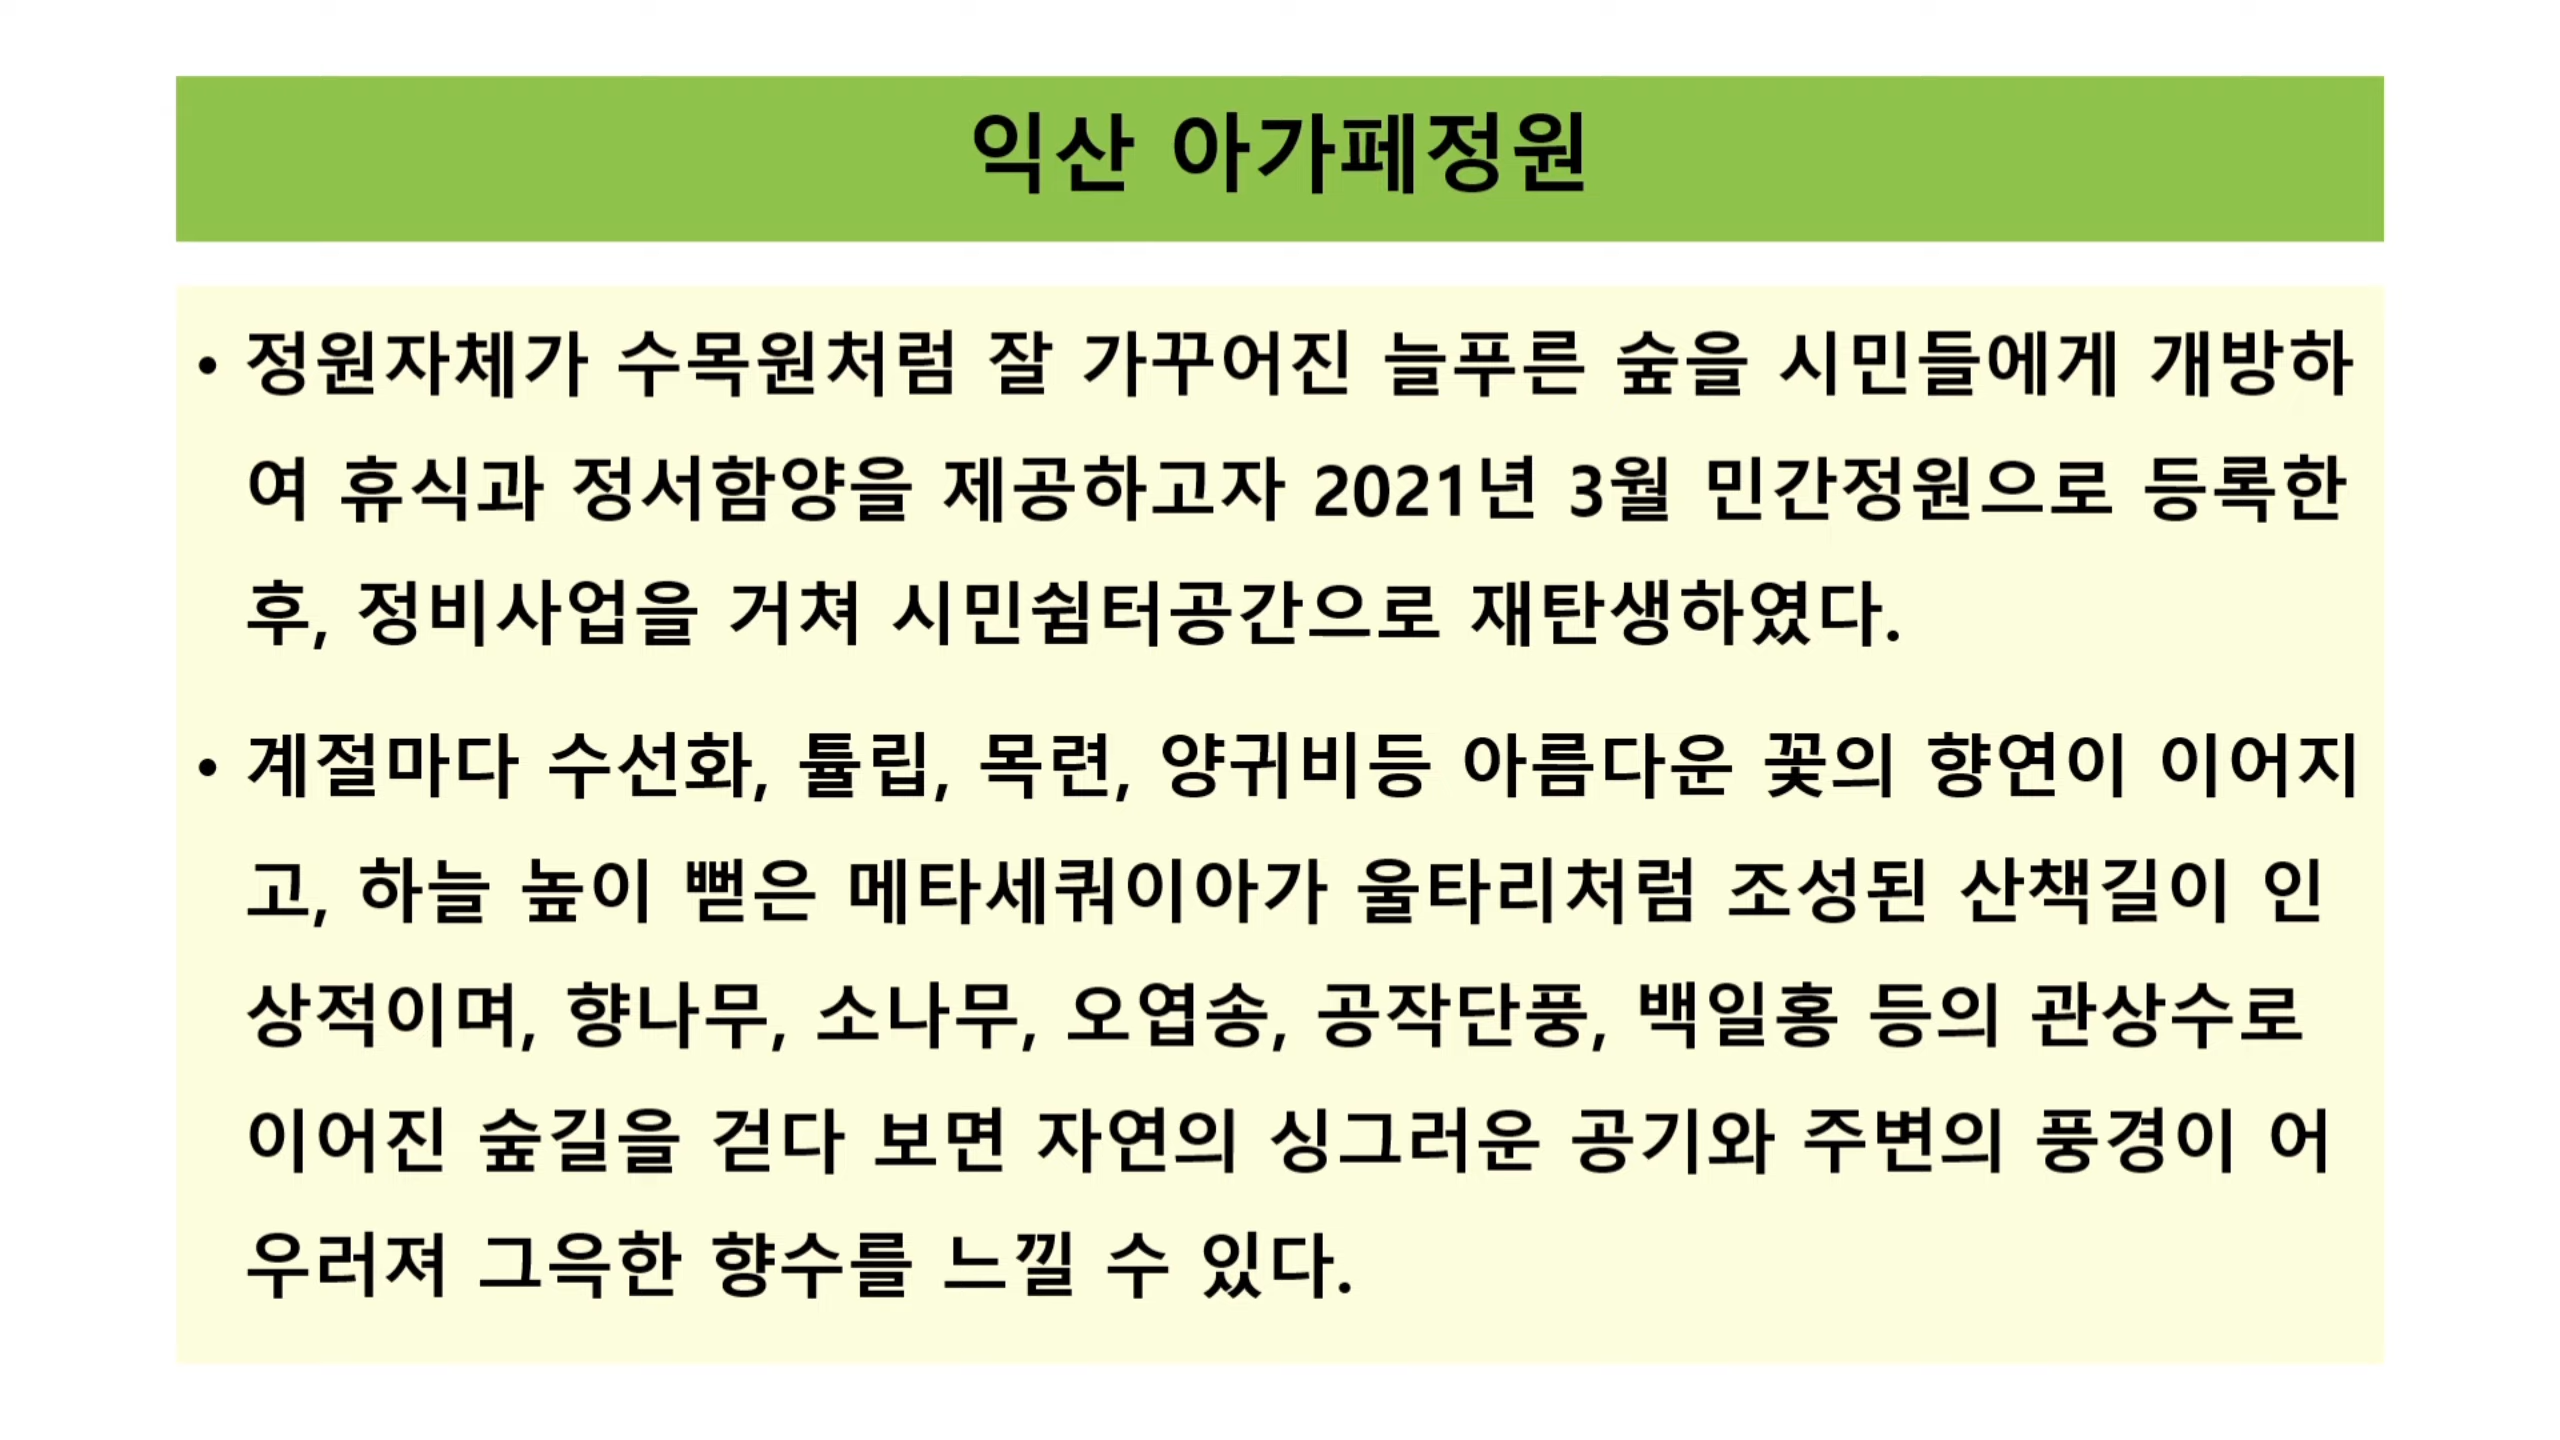 익산 아가페정원
• 정원자체가 수목원처럼 잘 가꾸어진 늘푸른 숲을 시민들에게 개방하
여 휴식과 정서함양을 제공하고자 2021년 3월 민간정원으로 등록한
후, 정비사업을 거쳐 시민쉼터공간으로 재탄생하였다.
• 계절마다 수선화, 튤립, 목련, 양귀비등 아름다운 꽃의 향연이 이어지
고, 하늘 높이 뻗은 메타세쿼이아가 울타리처럼 조성된 산책길이 인
상적이며, 향나무, 소나무, 오엽송, 공작단풍, 백일홍 등의 관상수로
이어진 숲길을 걷다 보면 자연의 싱그러운 공기와 주변의 풍경이 어
우러져 그윽한 향수를 느낄 수 있다.